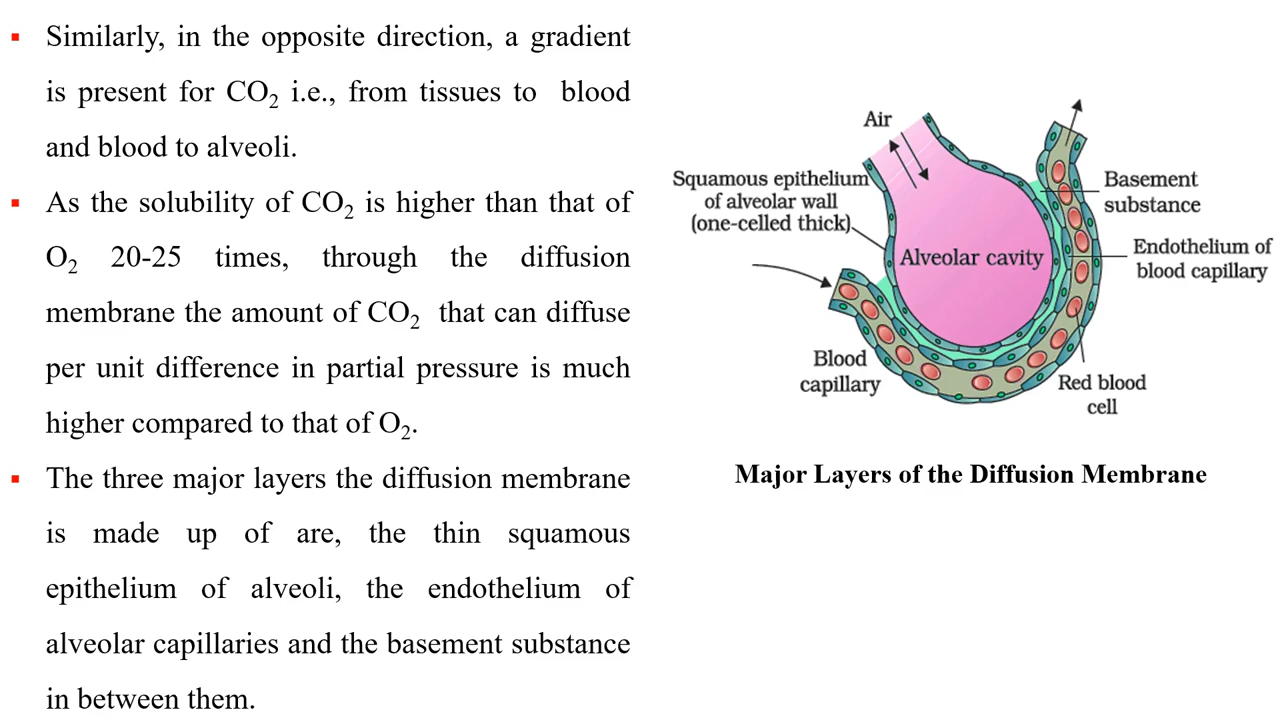 ▪ Similarly, in the opposite direction, a gradient
is present for CO₂ i.e., from tissues to blood
and blood to alveoli.
▪ As the solubility of CO₂ is higher than that of
O₂ 20-25 times, through the diffusion
membrane the amount of CO₂ that can diffuse
per unit difference in partial pressure is much
higher compared to that of O₂.
▪ The three major layers the diffusion membrane
is made up of are, the thin squamous
epithelium of alveoli, the endothelium of
alveolar capillaries and the basement substance
in between them.
Air
Squamous epithelium
of alveolar wall
(one-celled thick)
Alveolar cavity
Basement
substance
Endothelium of
blood capillary
Blood
capillary
Red blood
cell
Major Layers of the Diffusion Membrane